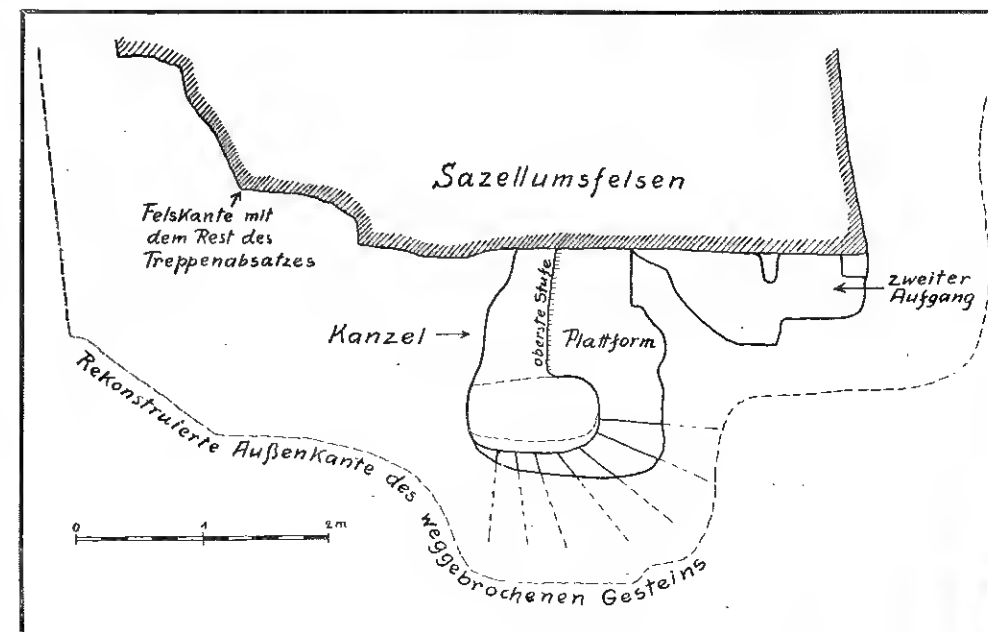 Sazellumsfelsen
Felskante mit
dem Rest des
Treppenabsatzes
zweiter
Aufgang
Kanzel
oberste Stufe
Plattform
Rekonstruierte Außenkante des weggebrochenen Gesteins
0 1 2m